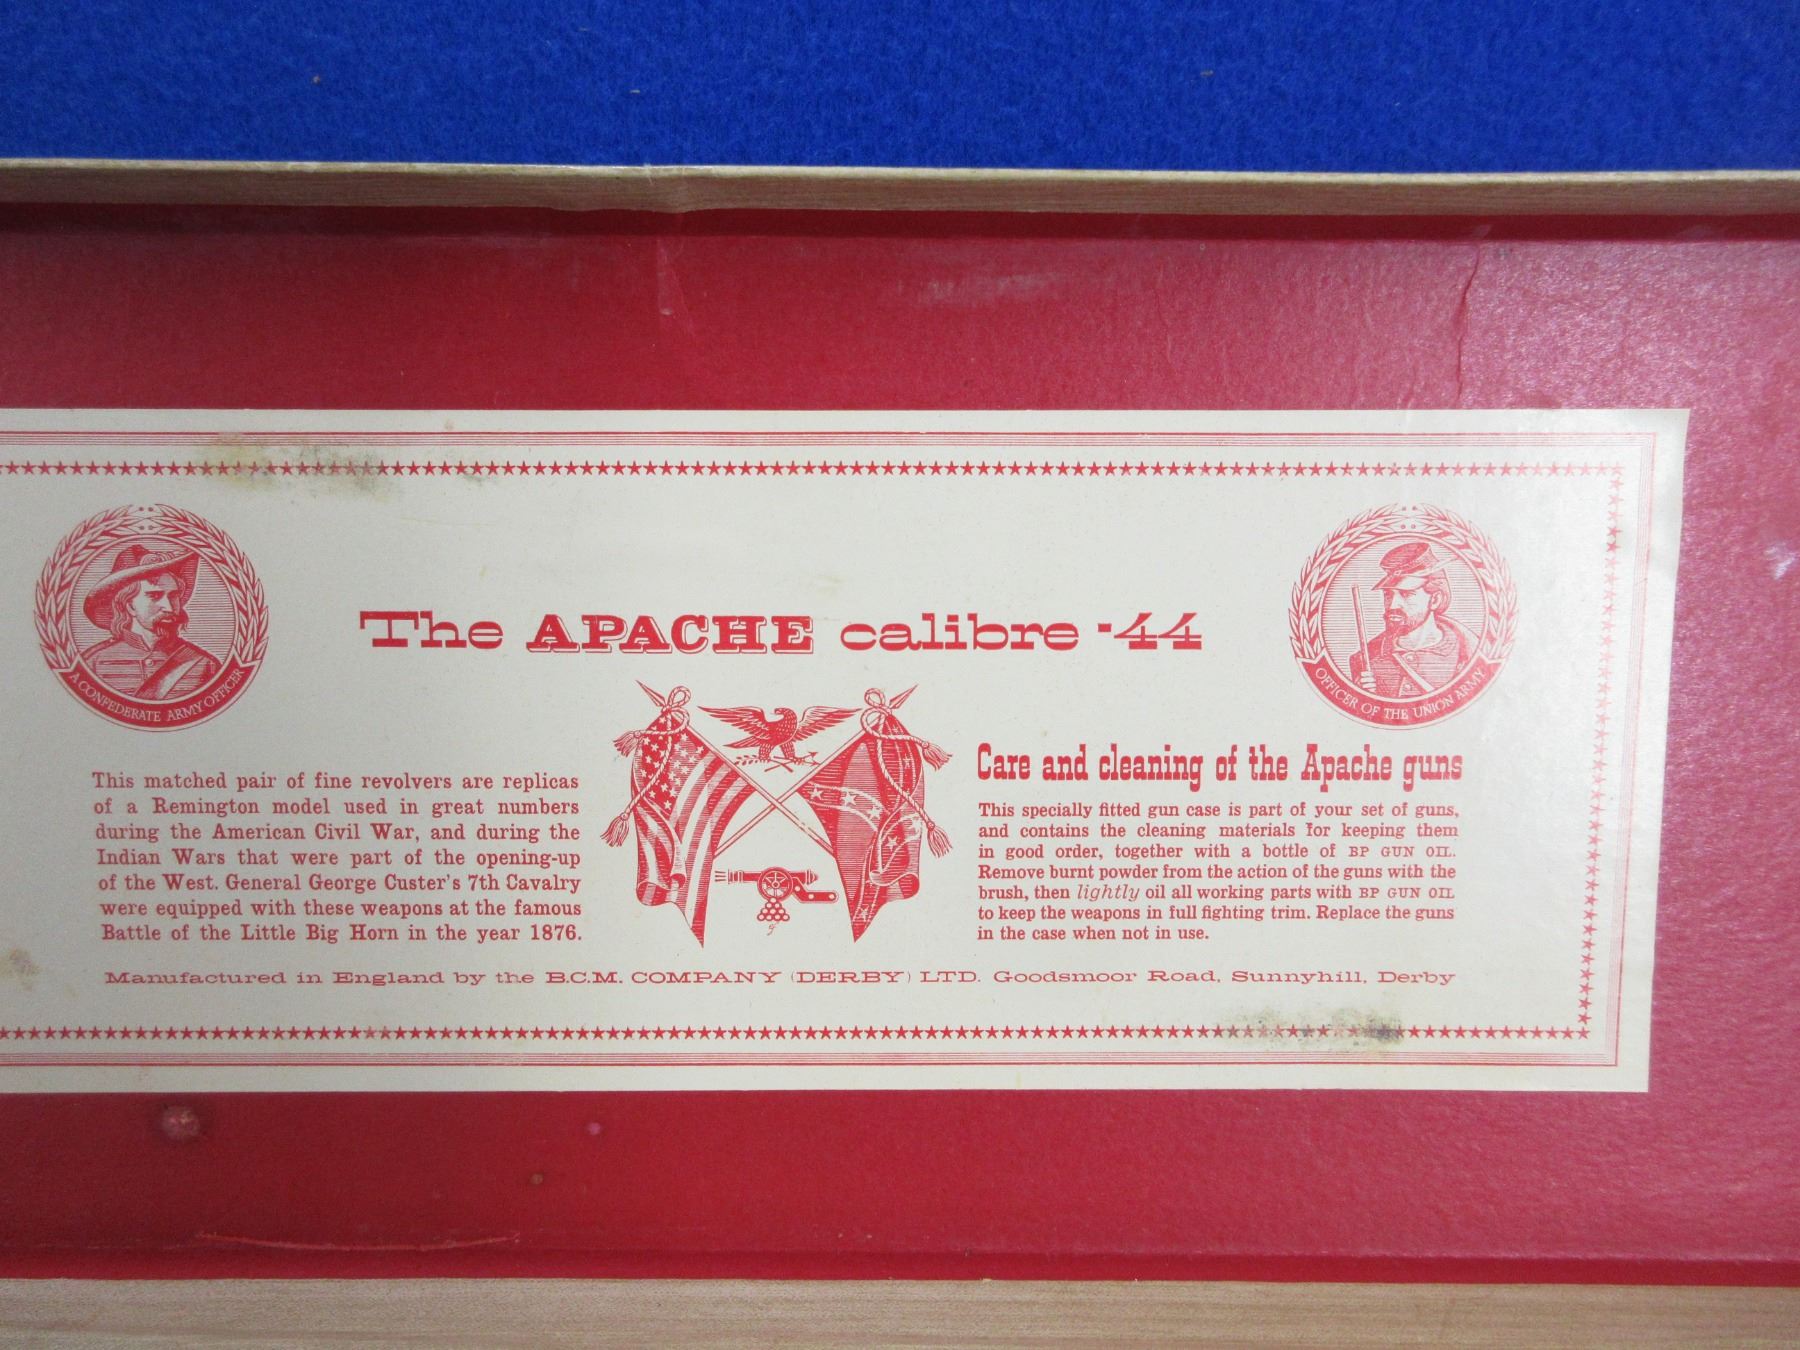 The APACHE calibre -44
A CONFEDERATE ARMY OFFICER
OFFICER OF THE UNION ARMY
This matched pair of fine revolvers are replicas
of a Remington model used in great numbers
during the American Civil War, and during the
Indian Wars that were part of the opening-up
of the West. General George Custer's 7th Cavalry
were equipped with these weapons at the famous
Battle of the Little Big Horn in the year 1876.
Care and cleaning of the Apache guns
This specially fitted gun case is part of your set of guns,
and contains the cleaning materials for keeping them
in good order, together with a bottle of BP GUN OIL.
Remove burnt powder from the action of the guns with the
brush, then lightly oil all working parts with BP GUN OIL
to keep the weapons in full fighting trim. Replace the guns
in the case when not in use.
Manufactured in England by the B.C.M. COMPANY (DERBY) LTD. Goodsmoor Road, Sunnyhill, Derby